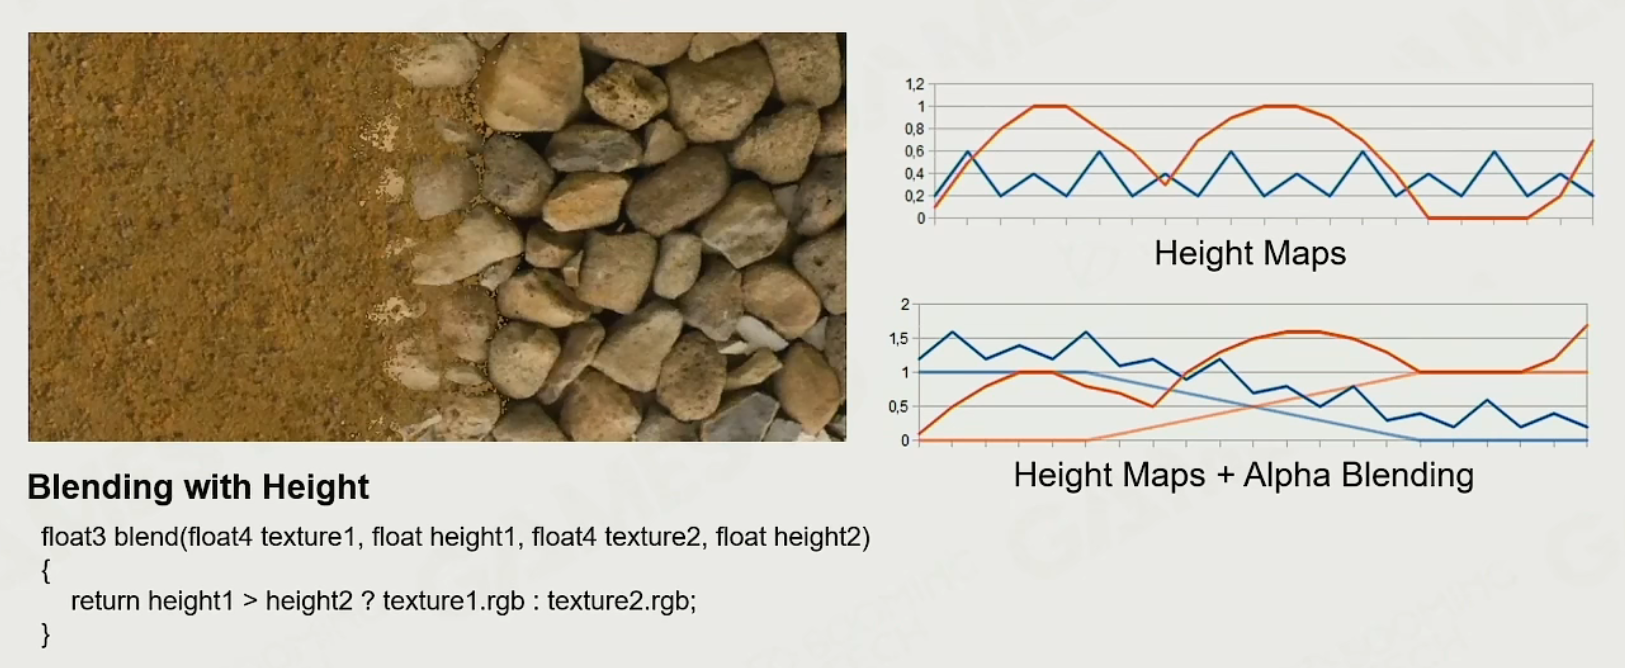 1,2
1
0,8
0,6
0,4
0,2
0
Height Maps
2
1,5
1
0,5
0
Height Maps + Alpha Blending
Blending with Height
float3 blend(float4 texture1, float height1, float4 texture2, float height2)
{
return height1 > height2 ? texture1.rgb : texture2.rgb;
}